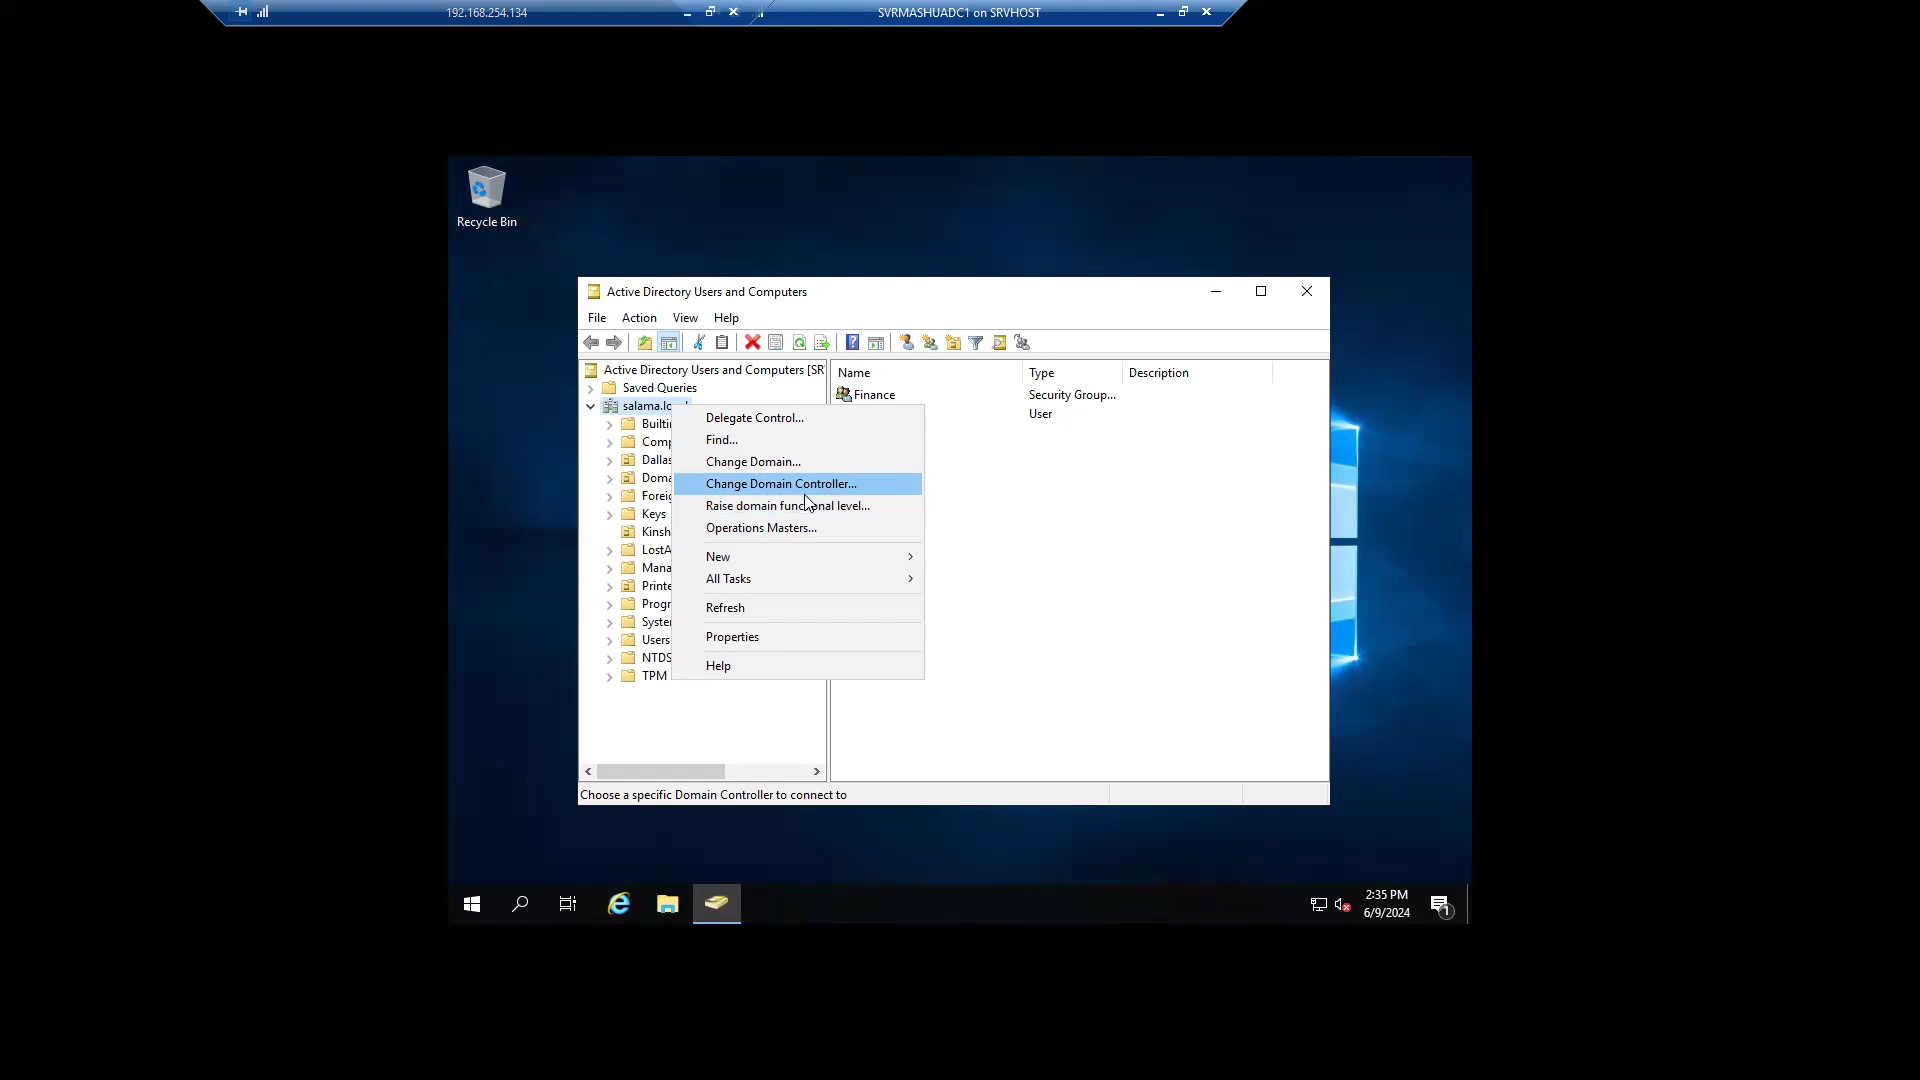 192.168.254.134
SVRMASHUADC1 on SRVHOST
Recycle Bin
Active Directory Users and Computers
File Action View Help
Active Directory Users and Computers [SR
Saved Queries
salama.lo
Name Type Description
Finance Security Group...
User
Builti
Comp
Dallas
Doma
Foreig
Keys
Kinsh
LostA
Mana
Printe
Progr
Syster
Users
NTDS
TPM
Delegate Control...
Find...
Change Domain...
Change Domain Controller...
Raise domain functional level...
Operations Masters...
New
All Tasks
Refresh
Properties
Help
Choose a specific Domain Controller to connect to
2:35 PM
6/9/2024
1